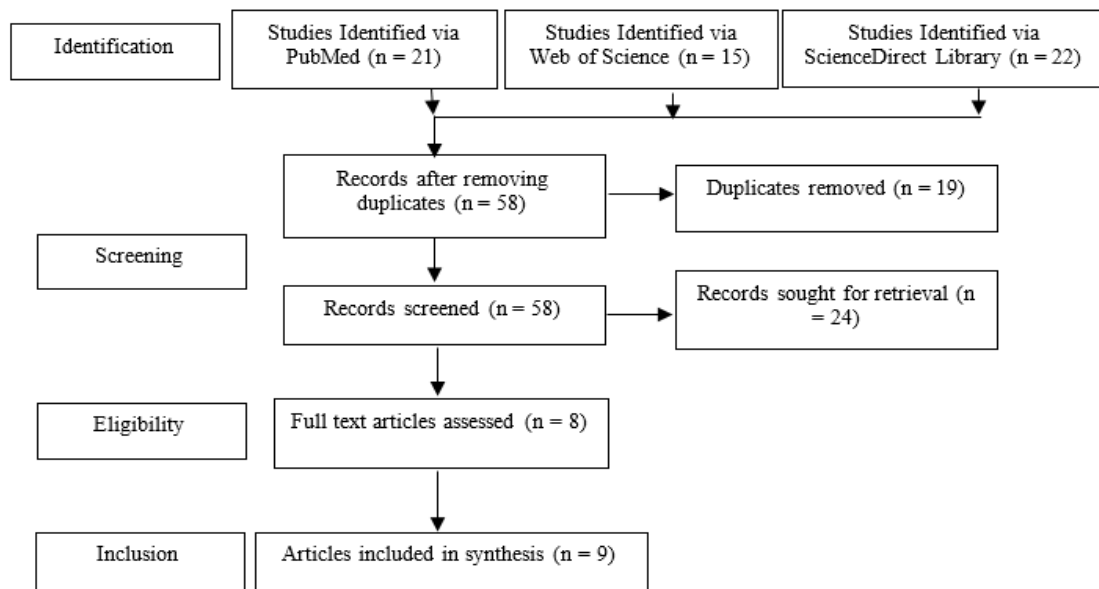 Identification
Studies Identified via
PubMed (n = 21)
Studies Identified via
Web of Science (n = 15)
Studies Identified via
ScienceDirect Library (n = 22)
Records after removing
duplicates (n = 58)
Duplicates removed (n = 19)
Screening
Records screened (n = 58)
Records sought for retrieval (n
= 24)
Eligibility
Full text articles assessed (n = 8)
Inclusion
Articles included in synthesis (n = 9)